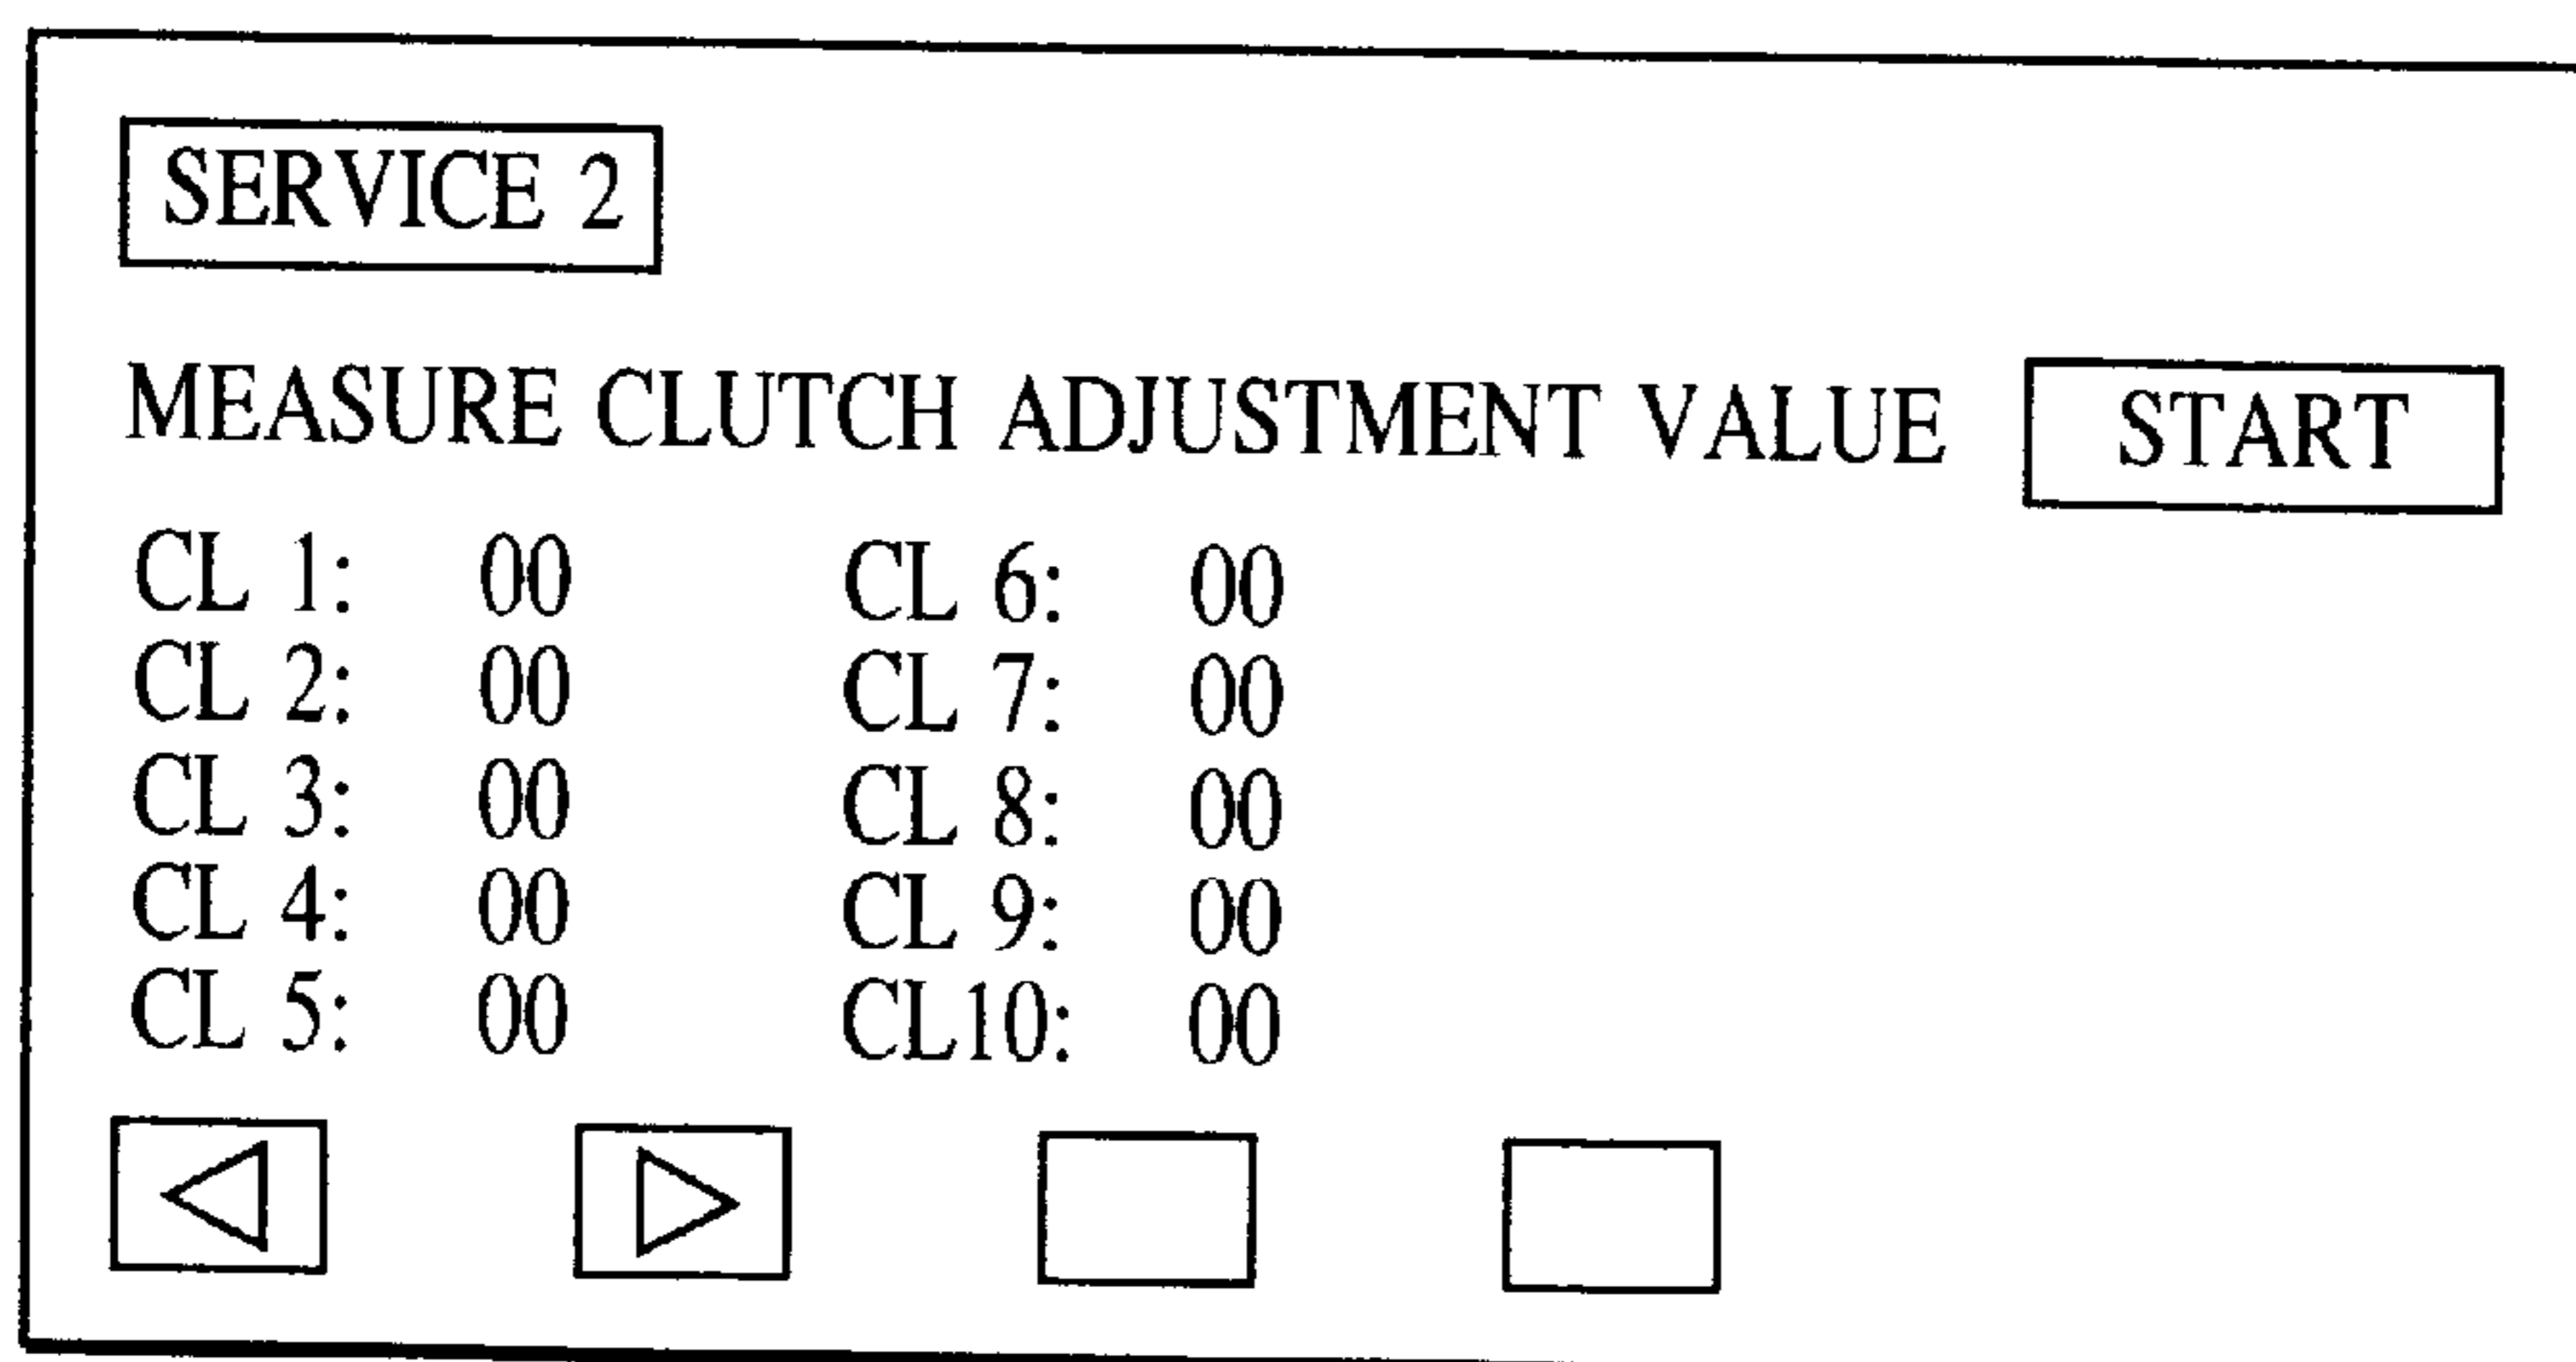 SERVICE 2
MEASURE CLUTCH ADJUSTMENT VALUE START
CL 1: 00 CL 6: 00
CL 2: 00 CL 7: 00
CL 3: 00 CL 8: 00
CL 4: 00 CL 9: 00
CL 5: 00 CL10: 00